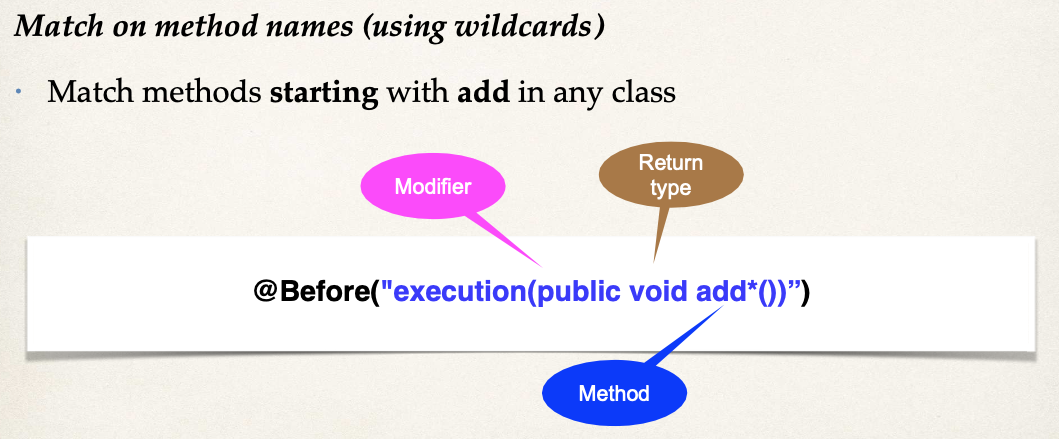 Match on method names (using wildcards)
• Match methods starting with add in any class
Modifier
Return
type
@Before("execution(public void add*())”)
Method